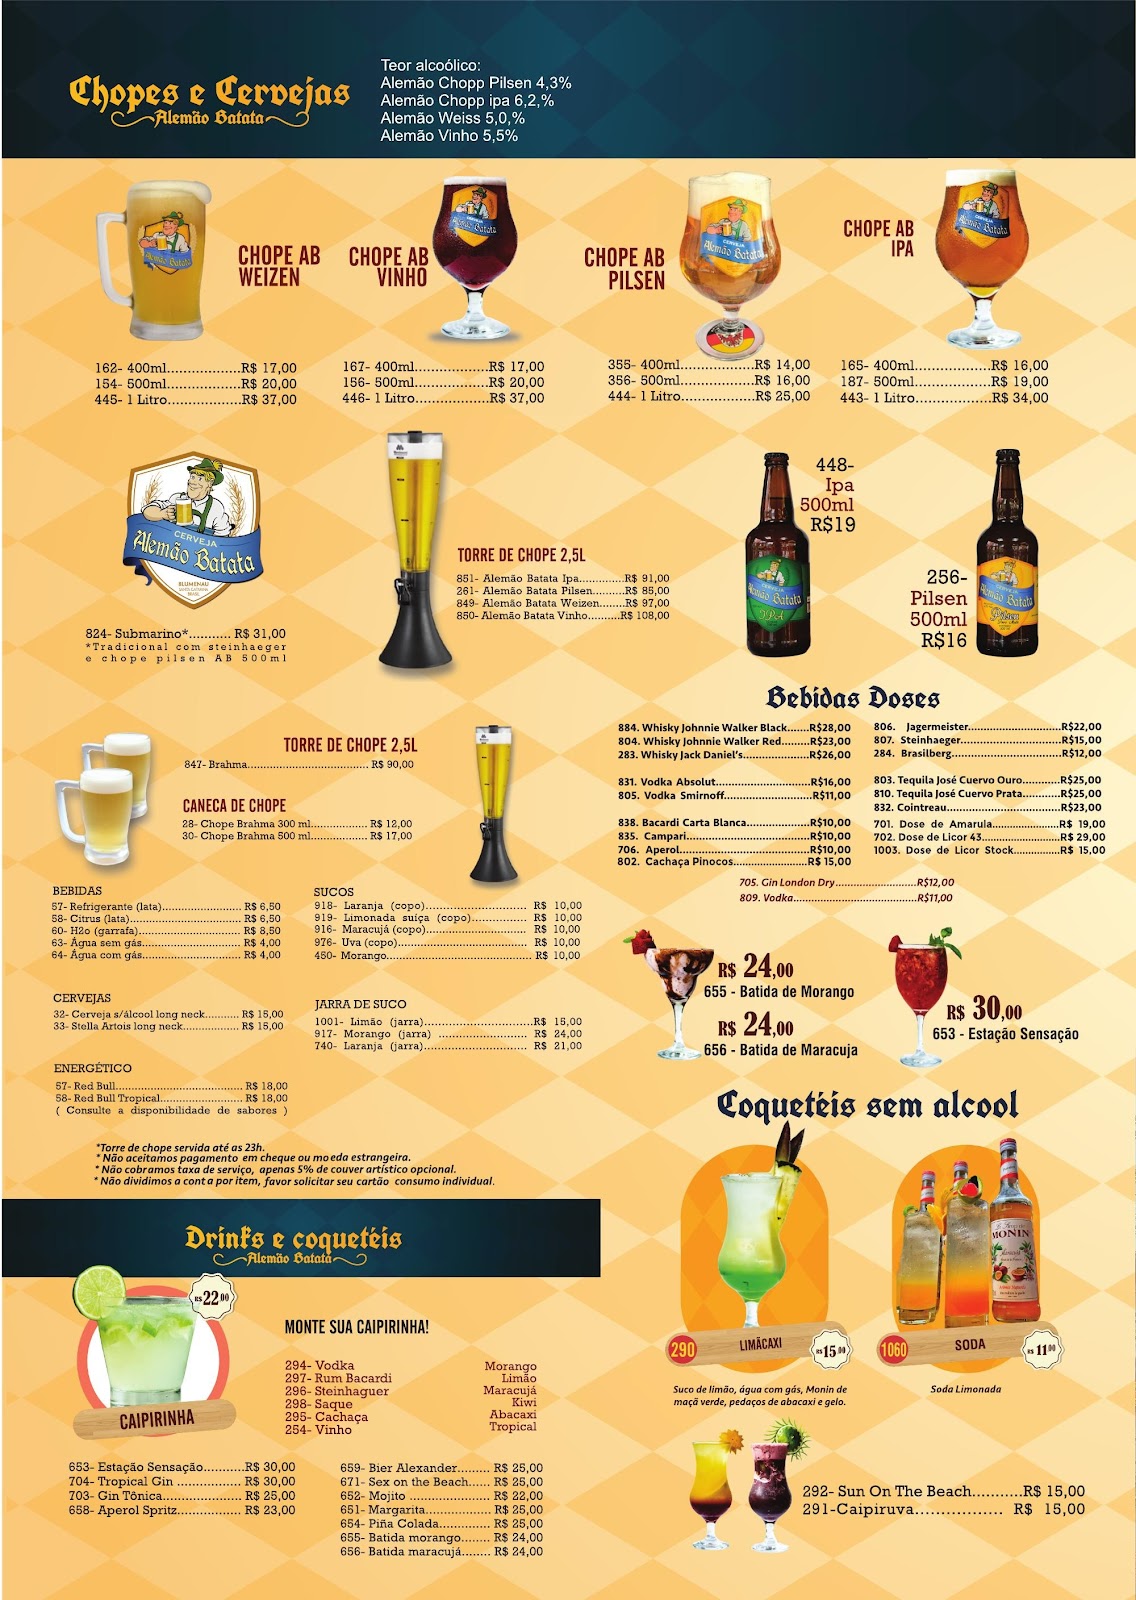 Chopes e Cervejas
Alemão Batata
Teor alcoólico:
Alemão Chopp Pilsen 4,3%
Alemão Chopp ipa 6,2,%
Alemão Weiss 5,0,%
Alemão Vinho 5,5%
CHOPE AB
WEIZEN
162- 400ml..................R$ 17,00
154- 500ml..................R$ 20,00
445- 1 Litro..................R$ 37,00
CHOPE AB
VINHO
167- 400ml..................R$ 17,00
156- 500ml..................R$ 20,00
446- 1 Litro..................R$ 37,00
CHOPE AB
PILSEN
355- 400ml..................R$ 14,00
356- 500ml..................R$ 16,00
444- 1 Litro..................R$ 25,00
CHOPE AB
IPA
165- 400ml..................R$ 16,00
187- 500ml..................R$ 19,00
443- 1 Litro..................R$ 34,00
CERVEJA
Alemão Batata
BLUMENAU
SANTA CATARINA
BRASIL
824- Submarino*........... R$ 31,00
*Tradicional com steinhaeger
e chope pilsen AB 500ml
TORRE DE CHOPE 2,5L
851- Alemão Batata Ipa..............R$ 91,00
261- Alemão Batata Pilsen..........R$ 85,00
849- Alemão Batata Weizen........R$ 97,00
850- Alemão Batata Vinho..........R$ 108,00
448-
Ipa
500ml
R$19
Alemão Batata
IPA
256-
Pilsen
500ml
R$16
Alemão Batata
Pilsen
TORRE DE CHOPE 2,5L
847- Brahma.................................... R$ 90,00
CANECA DE CHOPE
28- Chope Brahma 300 ml................. R$ 12,00
30- Chope Brahma 500 ml................. R$ 17,00
Bebidas Doses
884. Whisky Johnnie Walker Black.......R$28,00
804. Whisky Johnnie Walker Red.........R$23,00
283. Whisky Jack Daniel's....................R$26,00
831. Vodka Absolut.............................R$16,00
805. Vodka Smirnoff...........................R$11,00
838. Bacardi Carta Blanca...................R$10,00
835. Campari......................................R$10,00
706. Aperol.........................................R$10,00
802. Cachaça Pinocos......................R$ 15,00
806. Jagermeister............................R$22,00
807. Steinhaeger..............................R$15,00
284. Brasilberg.................................R$12,00
803. Tequila José Cuervo Ouro............R$25,00
810. Tequila José Cuervo Prata...........R$25,00
832. Cointreau...................................R$23,00
701. Dose de Amarula......................R$ 19,00
702. Dose de Licor 43.......................R$ 29,00
1003. Dose de Licor Stock................R$ 15,00
705. Gin London Dry...........................R$12,00
809. Vodka..........................................R$11,00
BEBIDAS
57- Refrigerante (lata)........................ R$ 6,50
58- Citrus (lata).................................. R$ 6,50
60- H2o (garrafa)................................ R$ 8,50
63- Água sem gás............................... R$ 4,00
64- Água com gás............................... R$ 4,00
SUCOS
918- Laranja (copo)......................... R$ 10,00
919- Limonada suíça (copo).............. R$ 10,00
916- Maracujá (copo)......................... R$ 10,00
976- Uva (copo)................................ R$ 10,00
450- Morango................................... R$ 10,00
CERVEJAS
32- Cerveja s/álcool long neck........... R$ 15,00
33- Stella Artois long neck................. R$ 15,00
JARRA DE SUCO
1001- Limão (jarra)...........................R$ 15,00
917- Morango (jarra) ...................... R$ 24,00
740- Laranja (jarra)......................... R$ 21,00
ENERGÉTICO
57- Red Bull....................................... R$ 18,00
58- Red Bull Tropical......................... R$ 18,00
( Consulte a disponibilidade de sabores )
R$ 24,00
655 - Batida de Morango
R$ 24,00
656 - Batida de Maracuja
R$ 30,00
653 - Estação Sensação
*Torre de chope servida até as 23h.
* Não aceitamos pagamento em cheque ou moeda estrangeira.
* Não cobramos taxa de serviço, apenas 5% de couver artístico opcional.
* Não dividimos a conta por item, favor solicitar seu cartão consumo individual.
Drinks e coquetéis
Alemão Batata
R$ 22,00
CAIPIRINHA
MONTE SUA CAIPIRINHA!
294- Vodka
297- Rum Bacardi
296- Steinhaguer
298- Saque
295- Cachaça
254- Vinho
Morango
Limão
Maracujá
Kiwi
Abacaxi
Tropical
653- Estação Sensação..........R$ 30,00
704- Tropical Gin ................R$ 30,00
703- Gin Tônica....................R$ 25,00
658- Aperol Spritz............... R$ 23,00
659- Bier Alexander......... R$ 25,00
671- Sex on the Beach...... R$ 25,00
652- Mojito ......................R$ 22,00
651- Margarita................. R$ 25,00
654- Piña Colada..............R$ 25,00
655- Batida morango........ R$ 24,00
656- Batida maracujá........ R$ 24,00
Coquetéis sem alcool
290
LIMÃCAXI
R$ 15,00
Suco de limão, água com gás, Monin de
maçã verde, pedaços de abacaxi e gelo.
MONIN
1060
SODA
R$ 11,00
Soda Limonada
292- Sun On The Beach..........R$ 15,00
291-Caipiruva................. R$ 15,00